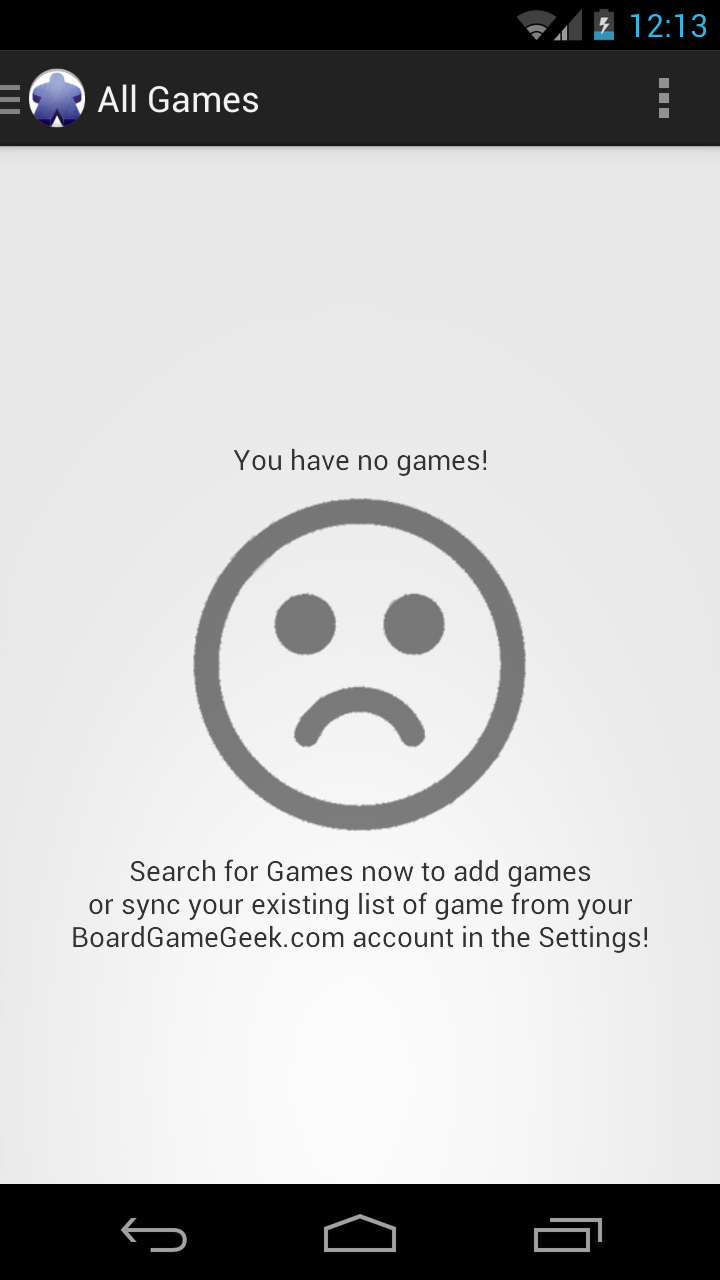 12:13
All Games
You have no games!
Search for Games now to add games
or sync your existing list of game from your
BoardGameGeek.com account in the Settings!